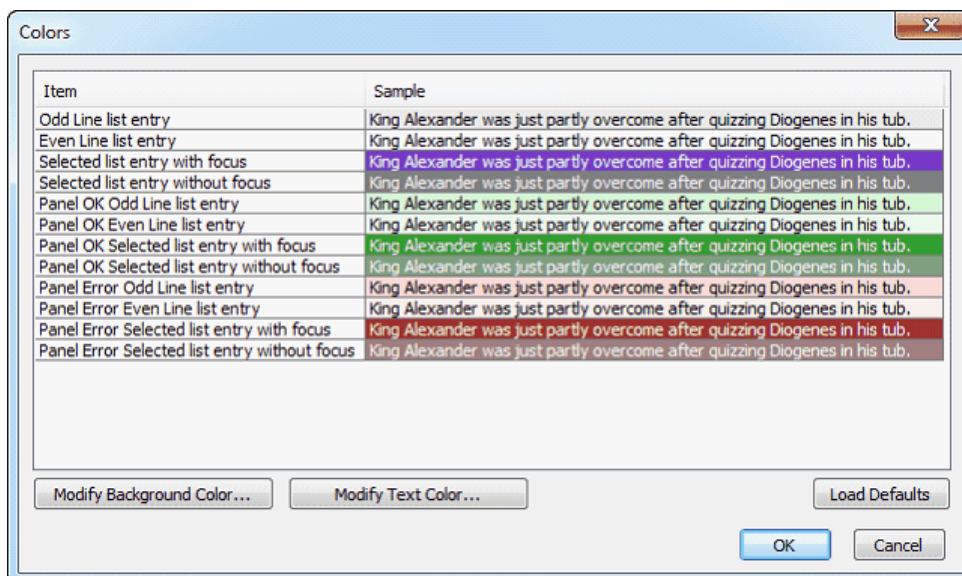 Colors
Item Sample
Odd Line list entry King Alexander was just partly overcome after quizzing Diogenes in his tub.
Even Line list entry King Alexander was just partly overcome after quizzing Diogenes in his tub.
Selected list entry with focus King Alexander was just partly overcome after quizzing Diogenes in his tub.
Selected list entry without focus King Alexander was just partly overcome after quizzing Diogenes in his tub.
Panel OK Odd Line list entry King Alexander was just partly overcome after quizzing Diogenes in his tub.
Panel OK Even Line list entry King Alexander was just partly overcome after quizzing Diogenes in his tub.
Panel OK Selected list entry with focus King Alexander was just partly overcome after quizzing Diogenes in his tub.
Panel OK Selected list entry without focus King Alexander was just partly overcome after quizzing Diogenes in his tub.
Panel Error Odd Line list entry King Alexander was just partly overcome after quizzing Diogenes in his tub.
Panel Error Even Line list entry King Alexander was just partly overcome after quizzing Diogenes in his tub.
Panel Error Selected list entry with focus King Alexander was just partly overcome after quizzing Diogenes in his tub.
Panel Error Selected list entry without focus King Alexander was just partly overcome after quizzing Diogenes in his tub.
Modify Background Color... Modify Text Color... Load Defaults
OK Cancel